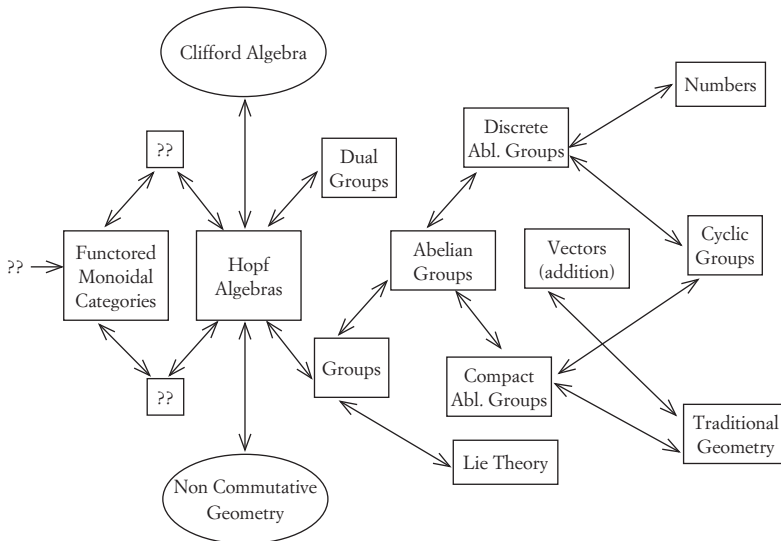 Clifford Algebra
Numbers
Discrete
Abl. Groups
??
Dual
Groups
Functored
Monoidal
Categories
Hopf
Algebras
Abelian
Groups
Vectors
(addition)
Cyclic
Groups
??
Groups
Compact
Abl. Groups
??
Traditional
Geometry
Lie Theory
Non Commutative
Geometry